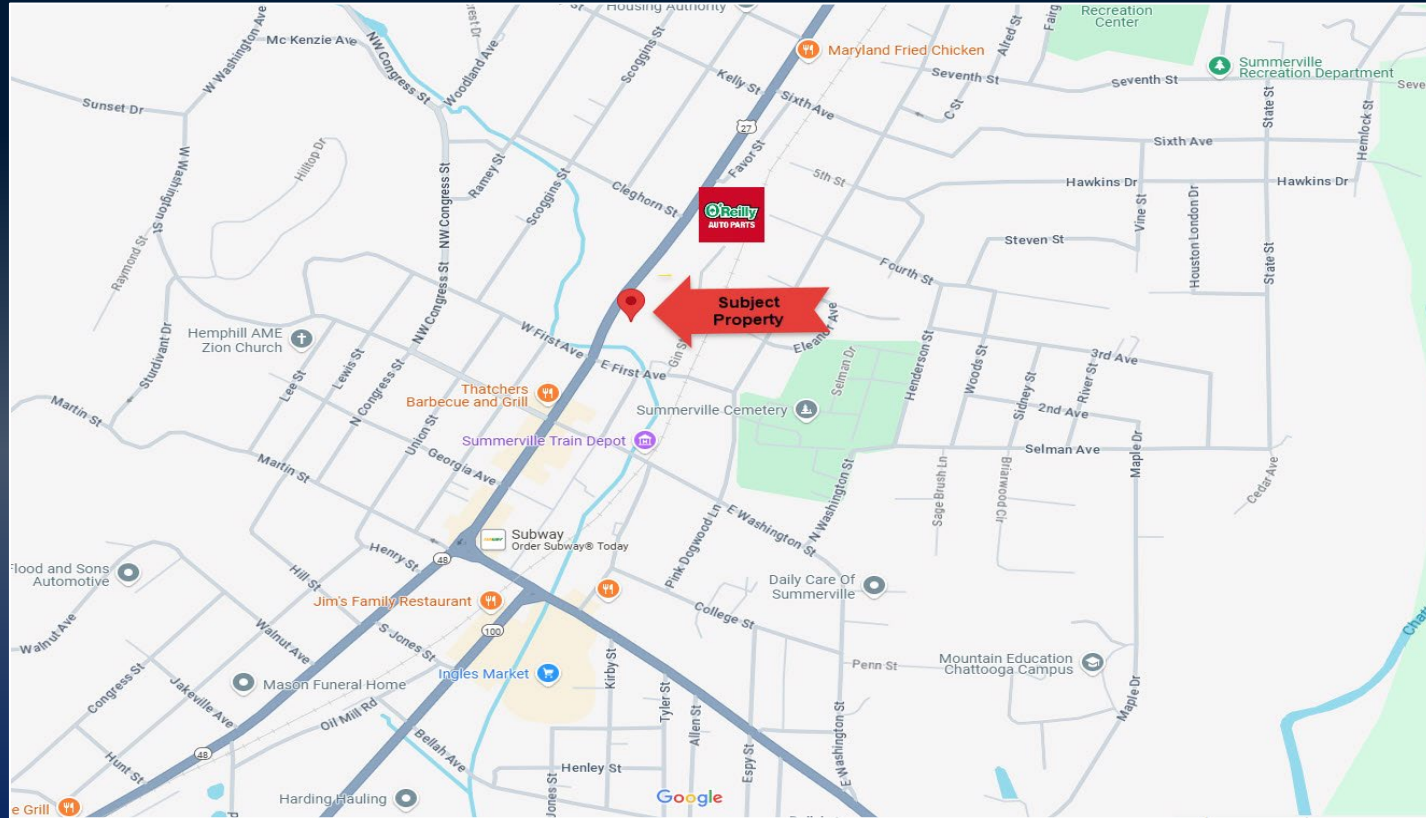 Housing Authority
Recreation
Center
Mc Kenzie Ave
W Washington Ave
NW Congress St
Woodland Ave
Scoggins St
Maryland Fried Chicken
Alred St
Kelly St
Sixth Ave
Seventh St
Seventh St
Summerville
Recreation Department
C St
State St
Hemlock St
Sunset Dr
27
Favor St
Sixth Ave
Hilltop Dr
W Washington St
NW Congress St
Ramey St
Scoggins St
Cleghorn St
5th St
Hawkins Dr
Hawkins Dr
O'Reilly
AUTO PARTS
Vine St
Houston London Dr
Steven St
State St
Raymond St
Fourth St
Subject
Property
Eleanor Ave
Hemphill AME
Zion Church
NW Congress St
W First Ave
E First Ave
Gin St
Selman Dr
Henderson St
Woods St
3rd Ave
Sturdivant Dr
Lee St
Lewis St
N Congress St
Thatchers
Barbecue and Grill
Sidney St
River St
2nd Ave
Martin St
Union St
Summerville Cemetery
Summerville Train Depot
Georgia Ave
Selman Ave
Maple Dr
Martin St
N Washington St
Sage Brush Ln
Briarwood Cir
Cedar Ave
E Washington St
Subway
Order Subway® Today
Pink Dogwood Ln
Henry St
48
Flood and Sons
Automotive
Hill St
Daily Care Of
Summerville
Jim's Family Restaurant
100
College St
Walnut Ave
Walnut Ave
S Jones St
Penn St
Mountain Education
Chattooga Campus
Congress St
Mason Funeral Home
Ingles Market
Kirby St
Jakeville Ave
Oil Mill Rd
Tyler St
Allen St
Maple Dr
48
Bellah Ave
Espy St
E Washington St
Hunt St
Henley St
Harding Hauling
Jones St
Google
e Grill